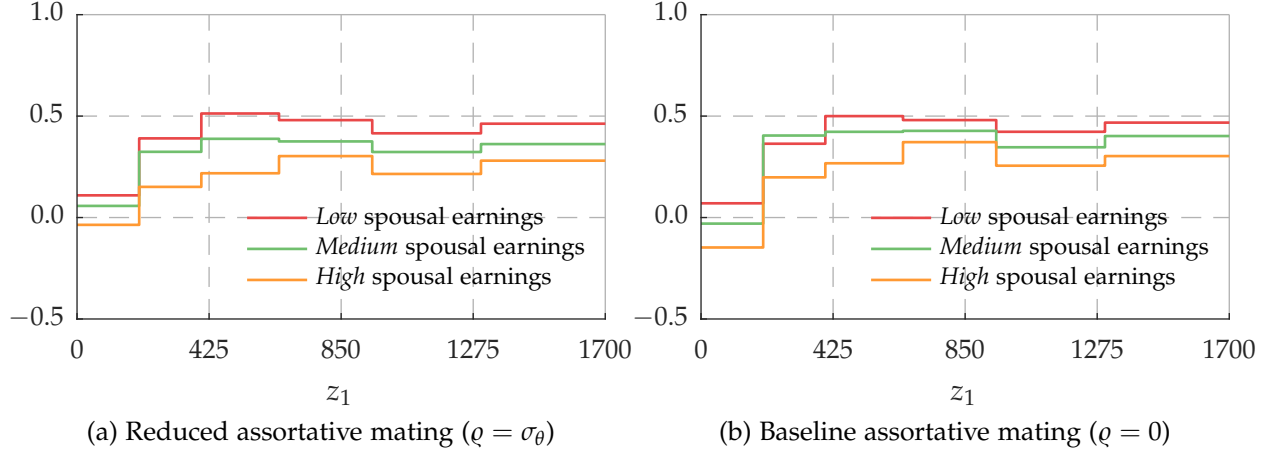 1.0
0.5
0.0
−0.5
0 425 850 1275 1700
z₁
Low spousal earnings
Medium spousal earnings
High spousal earnings
(a) Reduced assortative mating (ϱ = σ_θ)
1.0
0.5
0.0
−0.5
0 425 850 1275 1700
z₁
Low spousal earnings
Medium spousal earnings
High spousal earnings
(b) Baseline assortative mating (ϱ = 0)